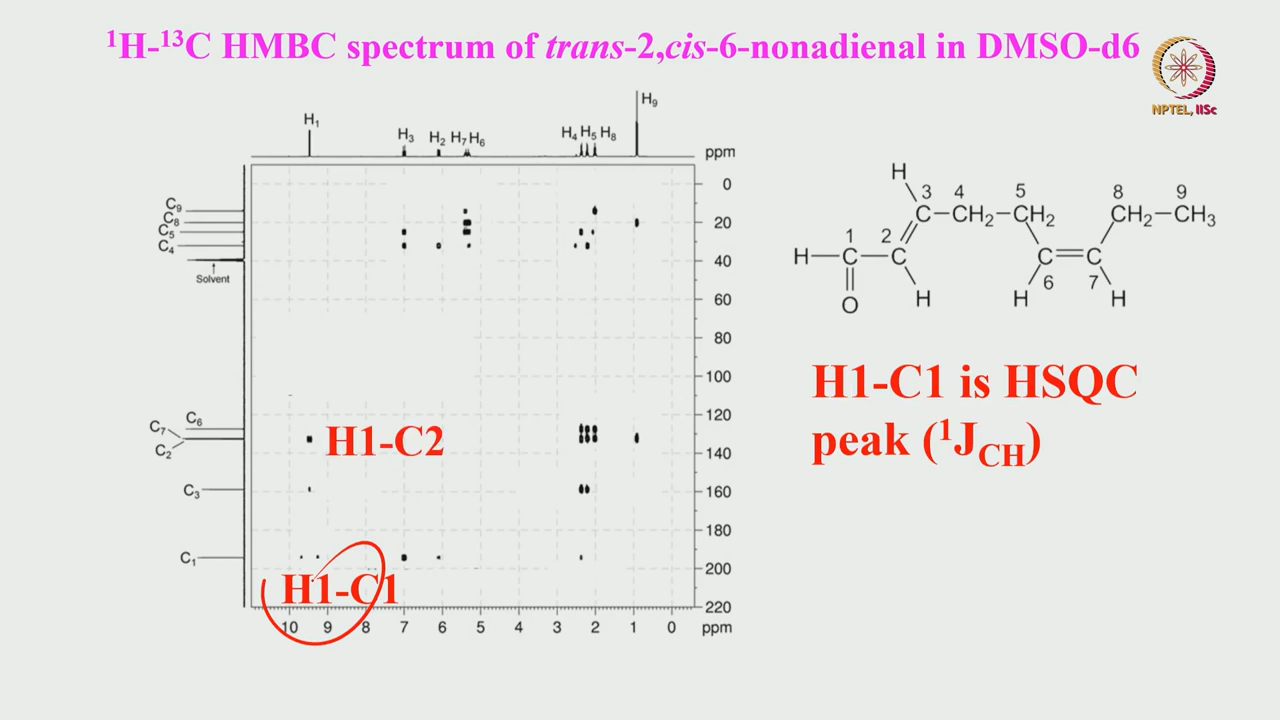 ¹H-¹³C HMBC spectrum of trans-2,cis-6-nonadienal in DMSO-d6
NPTEL, IISc
H₁
H₃ H₂ H₇ H₆
H₄ H₅ H₈
H₉
ppm
C₉
C₈
C₅
C₄
Solvent
C₆
C₇
C₂
C₃
C₁
0
20
40
60
80
100
120
140
160
180
200
220
10 9 8 7 6 5 4 3 2 1 0 ppm
H1-C2
H1-C1
H
3 4 5 8 9
C–CH₂–CH₂ CH₂–CH₃
1 2
H–C–C C=C
6 7
O H H H
H1-C1 is HSQC
peak (¹J_CH)